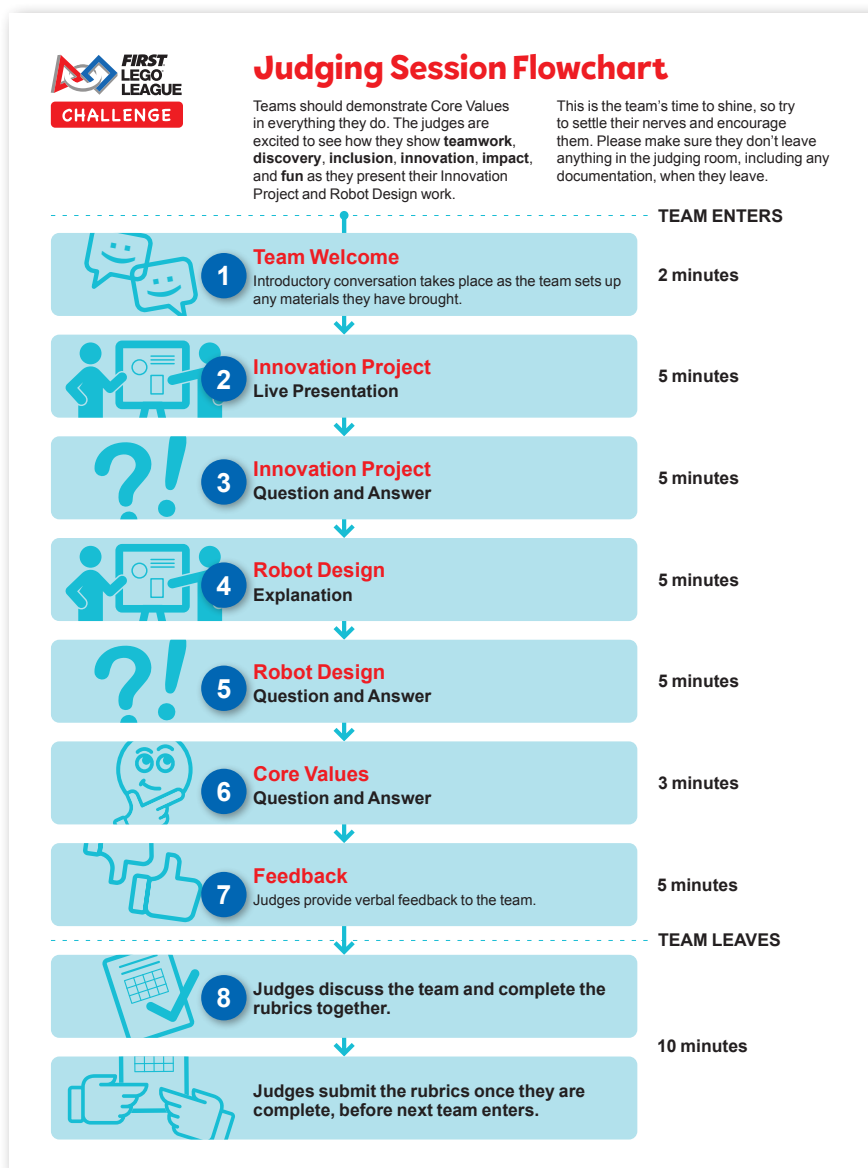 FIRST
LEGO
LEAGUE
CHALLENGE
Judging Session Flowchart
Teams should demonstrate Core Values
in everything they do. The judges are
excited to see how they show teamwork,
discovery, inclusion, innovation, impact,
and fun as they present their Innovation
Project and Robot Design work.
This is the team's time to shine, so try
to settle their nerves and encourage
them. Please make sure they don't leave
anything in the judging room, including any
documentation, when they leave.
TEAM ENTERS
1
Team Welcome
Introductory conversation takes place as the team sets up
any materials they have brought.
2 minutes
2
Innovation Project
Live Presentation
5 minutes
3
Innovation Project
Question and Answer
5 minutes
4
Robot Design
Explanation
5 minutes
5
Robot Design
Question and Answer
5 minutes
6
Core Values
Question and Answer
3 minutes
7
Feedback
Judges provide verbal feedback to the team.
5 minutes
TEAM LEAVES
8
Judges discuss the team and complete the
rubrics together.
10 minutes
Judges submit the rubrics once they are
complete, before next team enters.